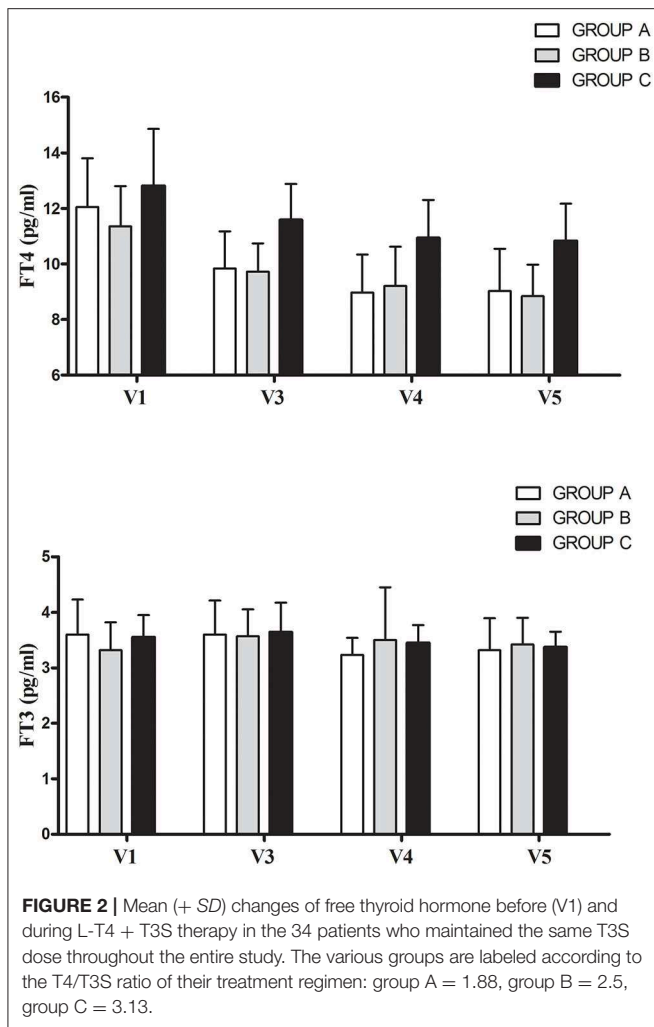 GROUP A
GROUP B
GROUP C
16
14
12
10
8
6
FT4 (pg/ml)
V1 V3 V4 V5
GROUP A
GROUP B
GROUP C
5
4
3
2
1
0
FT3 (pg/ml)
V1 V3 V4 V5
FIGURE 2 | Mean (+ SD) changes of free thyroid hormone before (V1) and
during L-T4 + T3S therapy in the 34 patients who maintained the same T3S
dose throughout the entire study. The various groups are labeled according to
the T4/T3S ratio of their treatment regimen: group A = 1.88, group B = 2.5,
group C = 3.13.